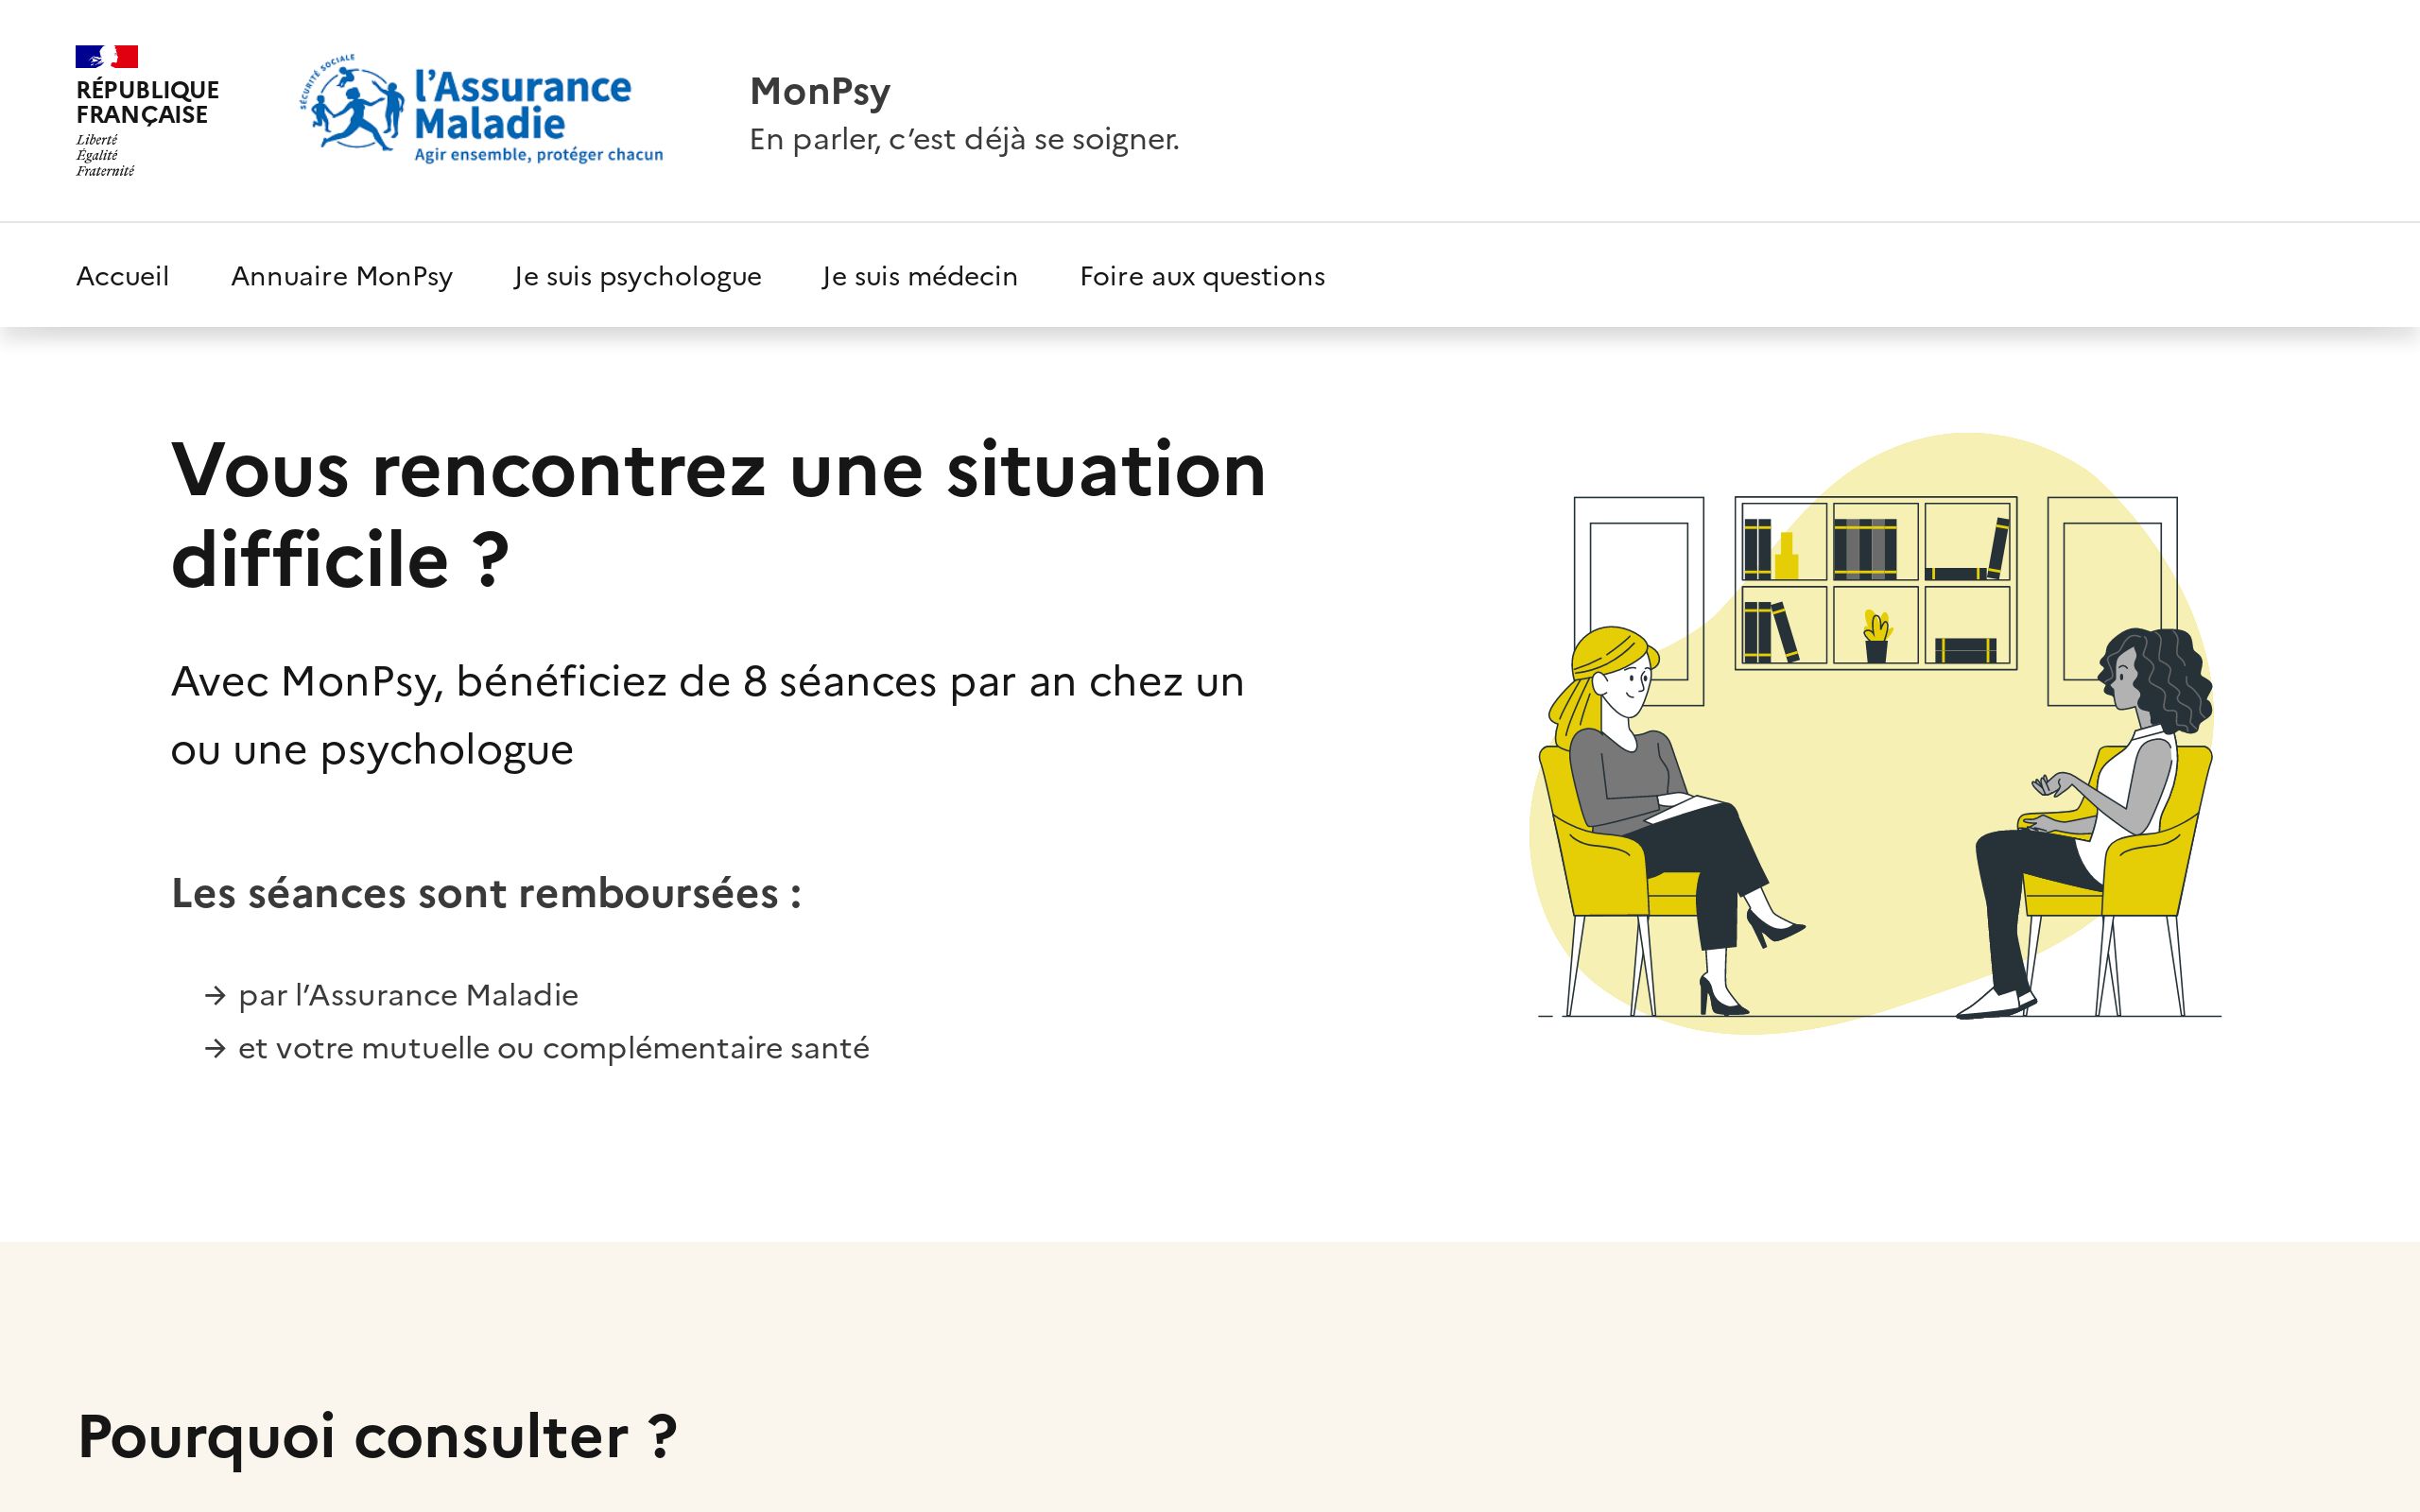 RÉPUBLIQUE
FRANÇAISE
Liberté
Égalité
Fraternité
SÉCURITÉ SOCIALE
l'Assurance
Maladie
Agir ensemble, protéger chacun
MonPsy
En parler, c’est déjà se soigner.
Accueil
Annuaire MonPsy
Je suis psychologue
Je suis médecin
Foire aux questions
Vous rencontrez une situation
difficile ?
Avec MonPsy, bénéficiez de 8 séances par an chez un
ou une psychologue
Les séances sont remboursées :
→ par l’Assurance Maladie
→ et votre mutuelle ou complémentaire santé
Pourquoi consulter ?